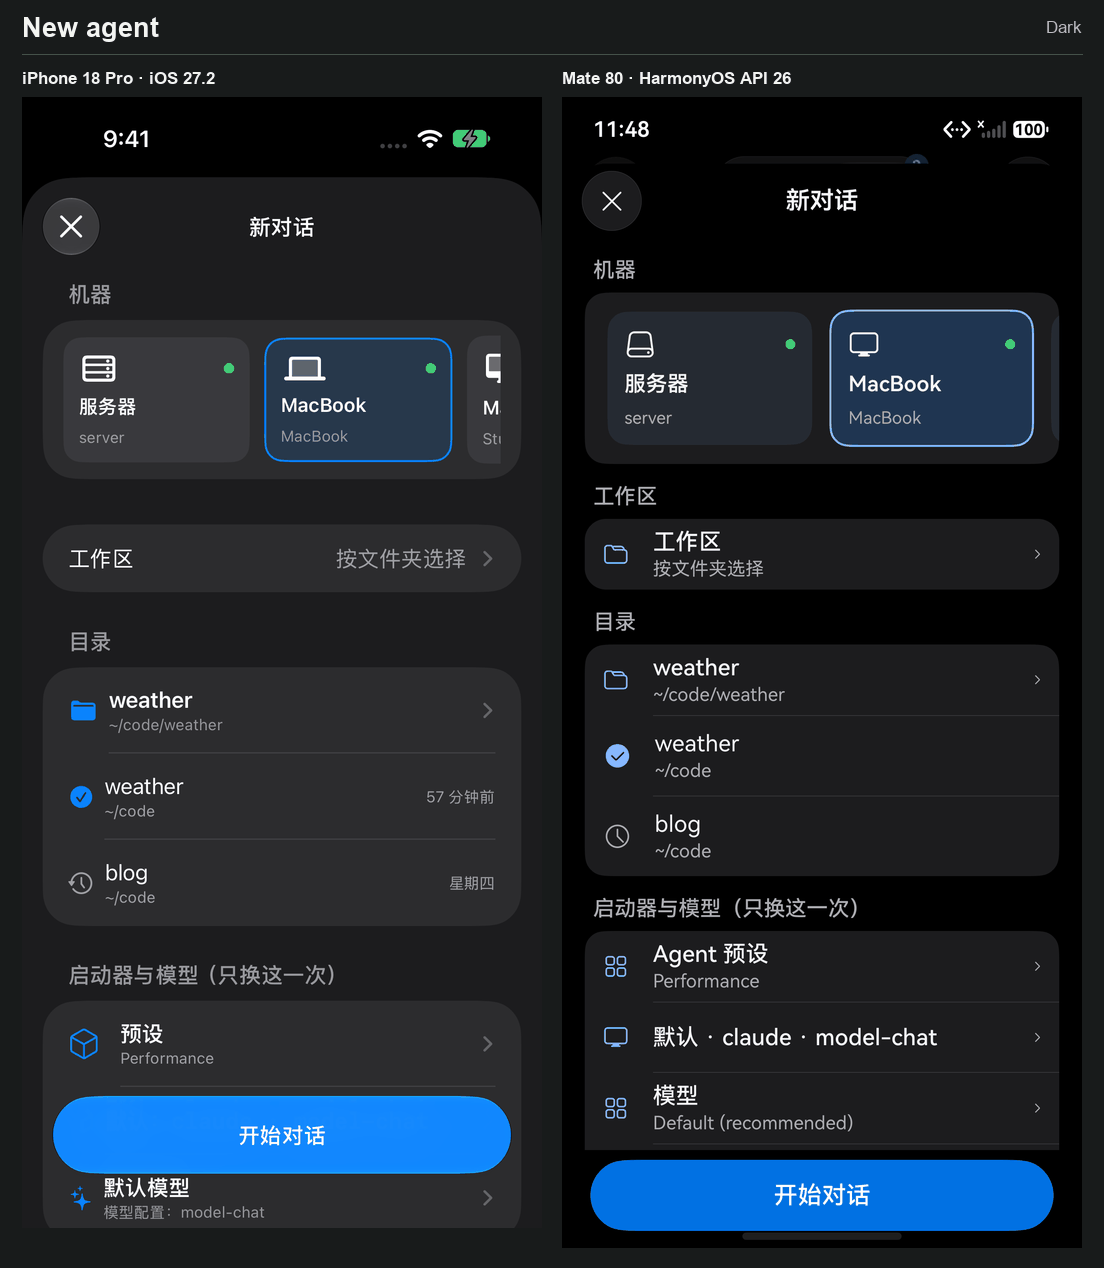 New agent
Dark
iPhone 18 Pro · iOS 27.2
9:41
新对话
机器
服务器
server
MacBook
MacBook
工作区
按文件夹选择
目录
weather
~/code/weather
weather
~/code
57 分钟前
blog
~/code
星期四
启动器与模型（只换这一次）
预设
Performance
开始对话
默认模型
模型配置：model-chat
Mate 80 · HarmonyOS API 26
11:48
100
新对话
机器
服务器
server
MacBook
MacBook
工作区
工作区
按文件夹选择
目录
weather
~/code/weather
weather
~/code
blog
~/code
启动器与模型（只换这一次）
Agent 预设
Performance
默认 · claude · model-chat
模型
Default (recommended)
开始对话